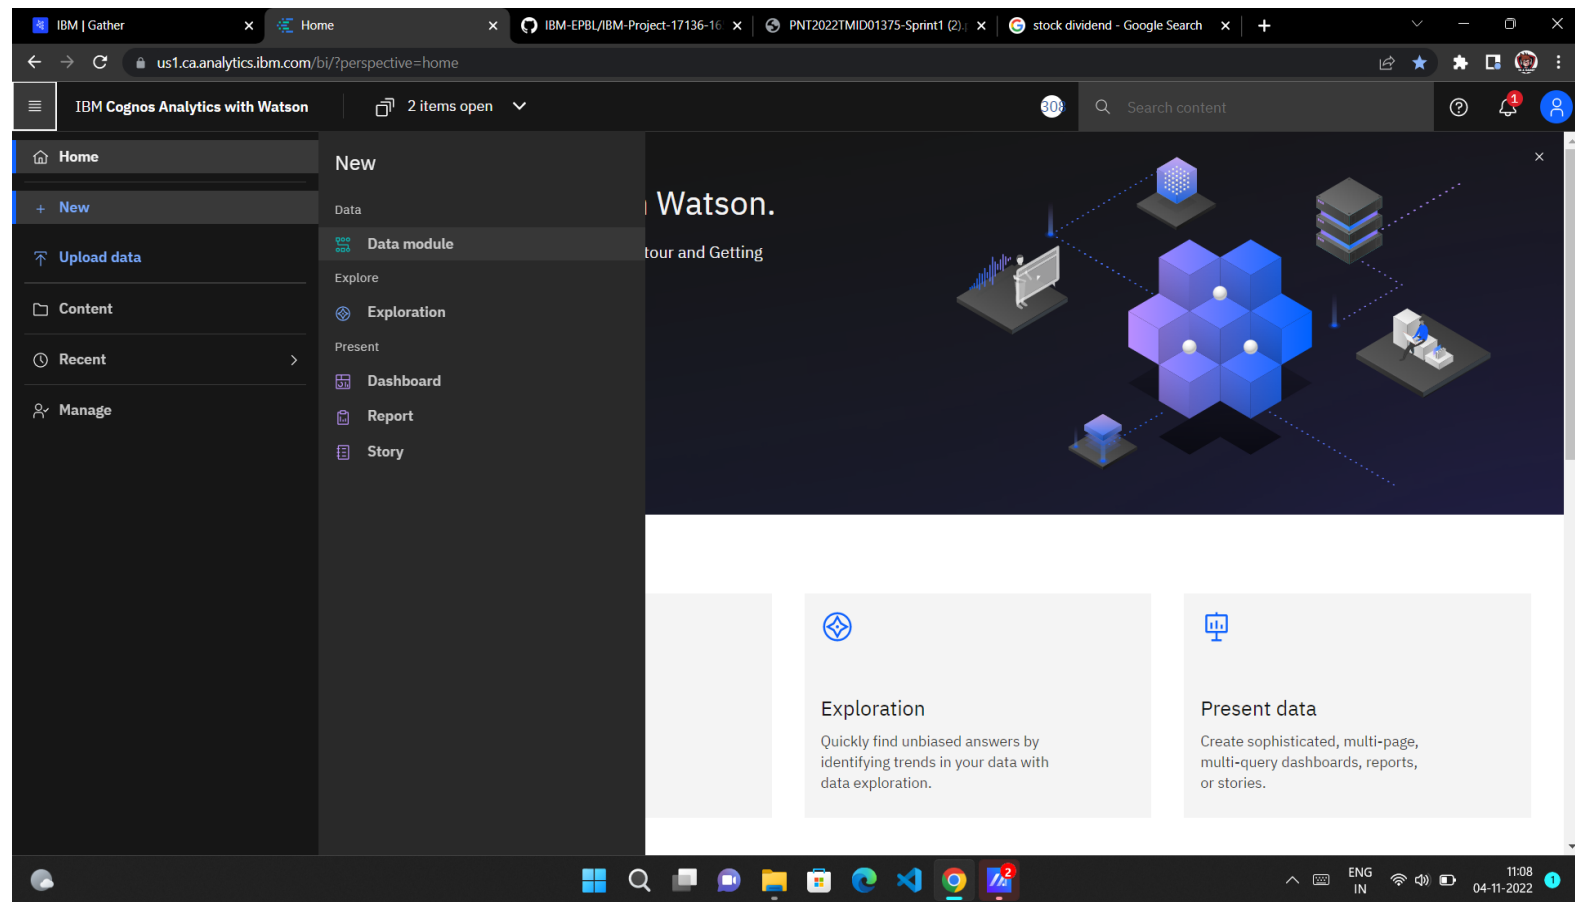 IBM | Gather
Home
IBM-EPBL/IBM-Project-17136-16
PNT2022TMID01375-Sprint1 (2).
stock dividend - Google Search
us1.ca.analytics.ibm.com/bi/?perspective=home
IBM Cognos Analytics with Watson
2 items open
308
Search content
1
Home
New
Upload data
Content
Recent
Manage
New
Data
Data module
Explore
Exploration
Present
Dashboard
Report
Story
Watson.
tour and Getting
Exploration
Quickly find unbiased answers by
identifying trends in your data with
data exploration.
Present data
Create sophisticated, multi-page,
multi-query dashboards, reports,
or stories.
2
ENG
IN
11:08
04-11-2022
1